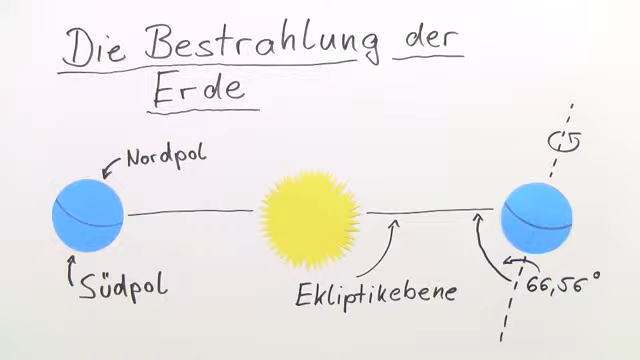 Die Bestrahlung der
Erde
Nordpol
Südpol
Ekliptikebene
66,56°